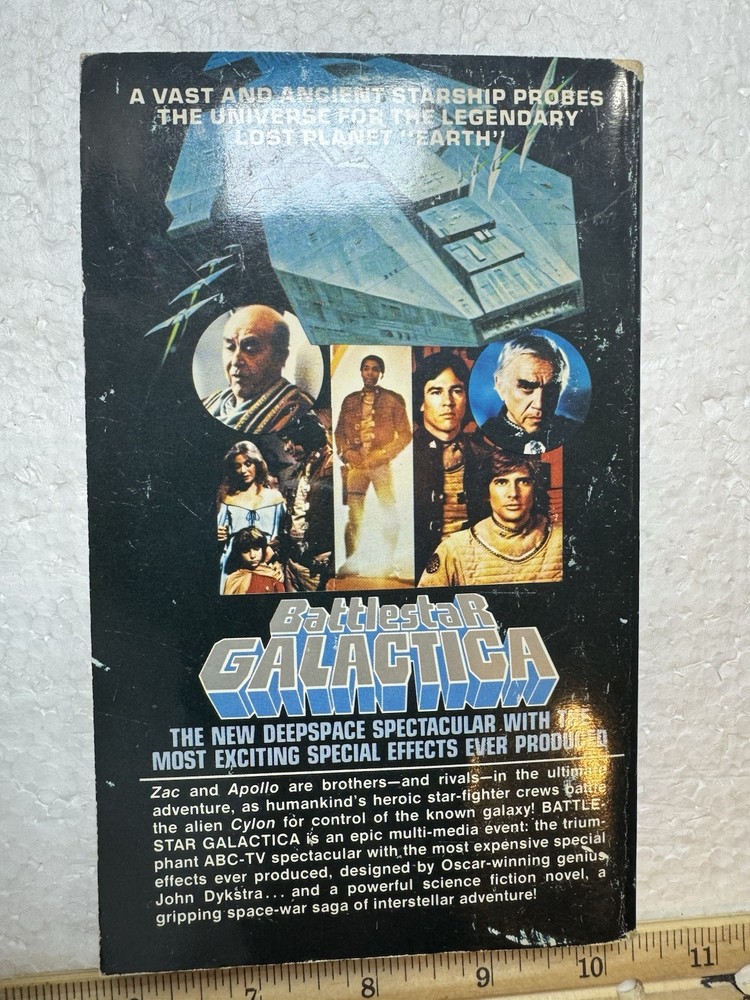 A VAST AND ANCIENT STARSHIP PROBES
THE UNIVERSE FOR THE LEGENDARY
LOST PLANET "EARTH"
BattlestaR
GALACTICA
THE NEW DEEPSPACE SPECTACULAR WITH THE
MOST EXCITING SPECIAL EFFECTS EVER PRODUCED
Zac and Apollo are brothers—and rivals—in the ultimate
adventure, as humankind's heroic star-fighter crews battle
the alien Cylon for control of the known galaxy! BATTLE-
STAR GALACTICA is an epic multi-media event: the trium-
phant ABC-TV spectacular with the most expensive special
effects ever produced, designed by Oscar-winning genius,
John Dykstra... and a powerful science fiction novel, a
gripping space-war saga of interstellar adventure!
7 8 9 10 11